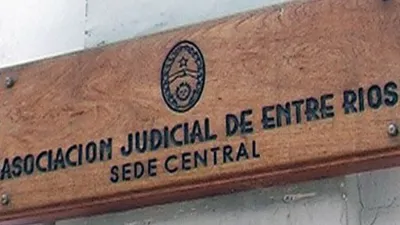 ASOCIACION JUDICIAL DE ENTRE RIOS
SEDE CENTRAL